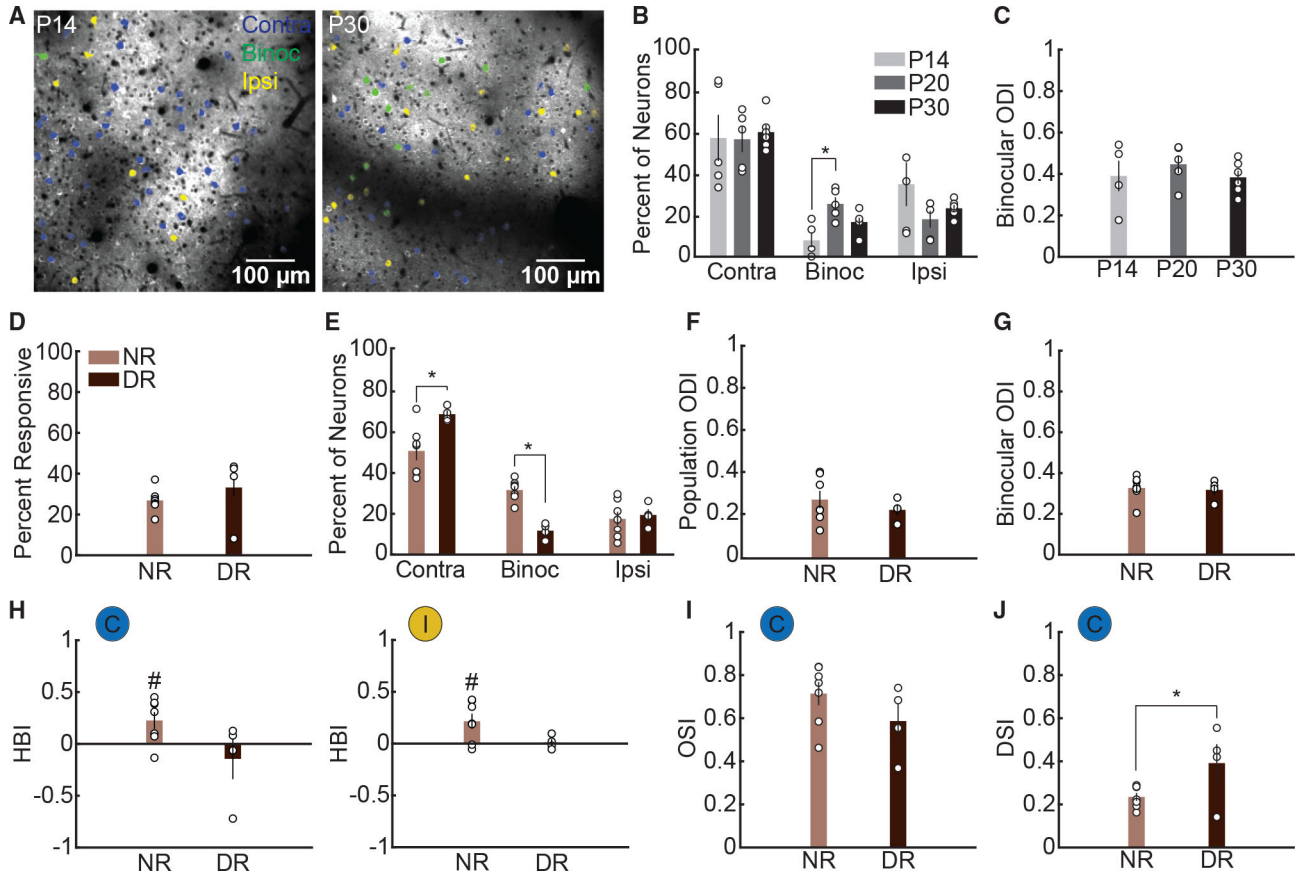 A
P14
Contra
Binoc
Ipsi
100 μm
P30
100 μm
B
Percent of Neurons
100
80
60
40
20
0
P14
P20
P30
*
Contra
Binoc
Ipsi
C
Binocular ODI
1
0.8
0.6
0.4
0.2
0
P14
P20
P30
D
Percent Responsive
100
80
60
40
20
0
NR
DR
NR
DR
E
Percent of Neurons
100
80
60
40
20
0
*
*
Contra
Binoc
Ipsi
F
Population ODI
1
0.8
0.6
0.4
0.2
0
NR
DR
G
Binocular ODI
1
0.8
0.6
0.4
0.2
0
NR
DR
H
C
HBI
1
0.5
0
-0.5
-1
#
NR
DR
I
HBI
1
0.5
0
-0.5
-1
#
NR
DR
I
C
OSI
1
0.8
0.6
0.4
0.2
0
NR
DR
J
C
DSI
1
0.8
0.6
0.4
0.2
0
*
NR
DR